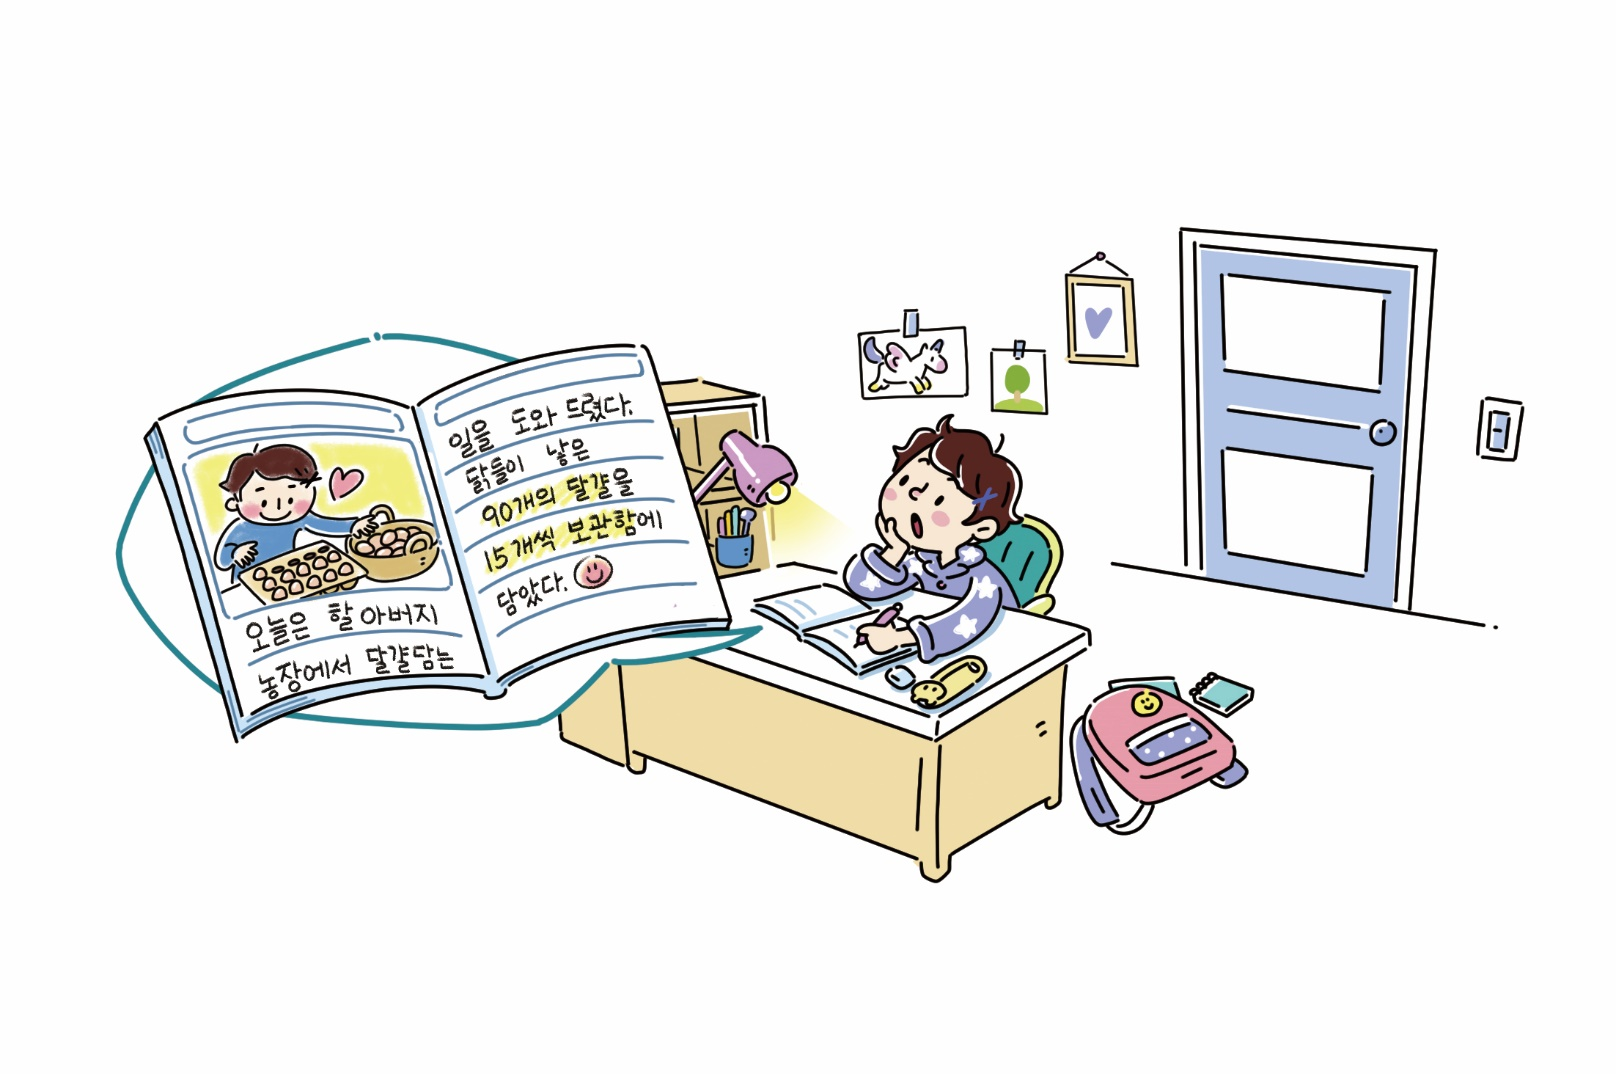 오늘은 할아버지
농장에서 달걀담는
일을 도와 드렸다.
닭들이 낳은
90개의 달걀을
15개씩 보관함에
담았다.